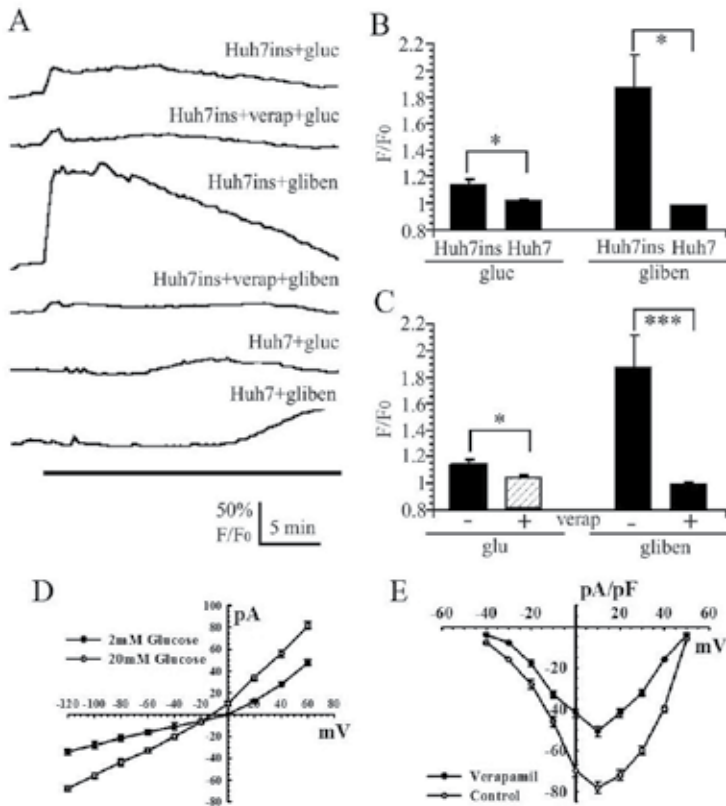 A
Huh7ins+gluc
Huh7ins+verap+gluc
Huh7ins+gliben
Huh7ins+verap+gliben
Huh7+gluc
Huh7+gliben
50%
F/F0
5 min
B
2.2
2
1.8
1.6
1.4
1.2
1
0.8
F/F0
*
*
Huh7ins Huh7
Huh7ins Huh7
gluc
gliben
C
2.2
2
1.8
1.6
1.4
1.2
1
0.8
F/F0
*
***
- + verap - +
glu
gliben
D
pA
100
80
60
40
20
0
-20
-40
-60
-80
2mM Glucose
20mM Glucose
-120 -100 -80 -60 -40 -20 0 20 40 60 80
mV
E
pA/pF
-60 -40 -20 0 20 40 60
mV
-20
-40
-60
-80
Verapamil
Control